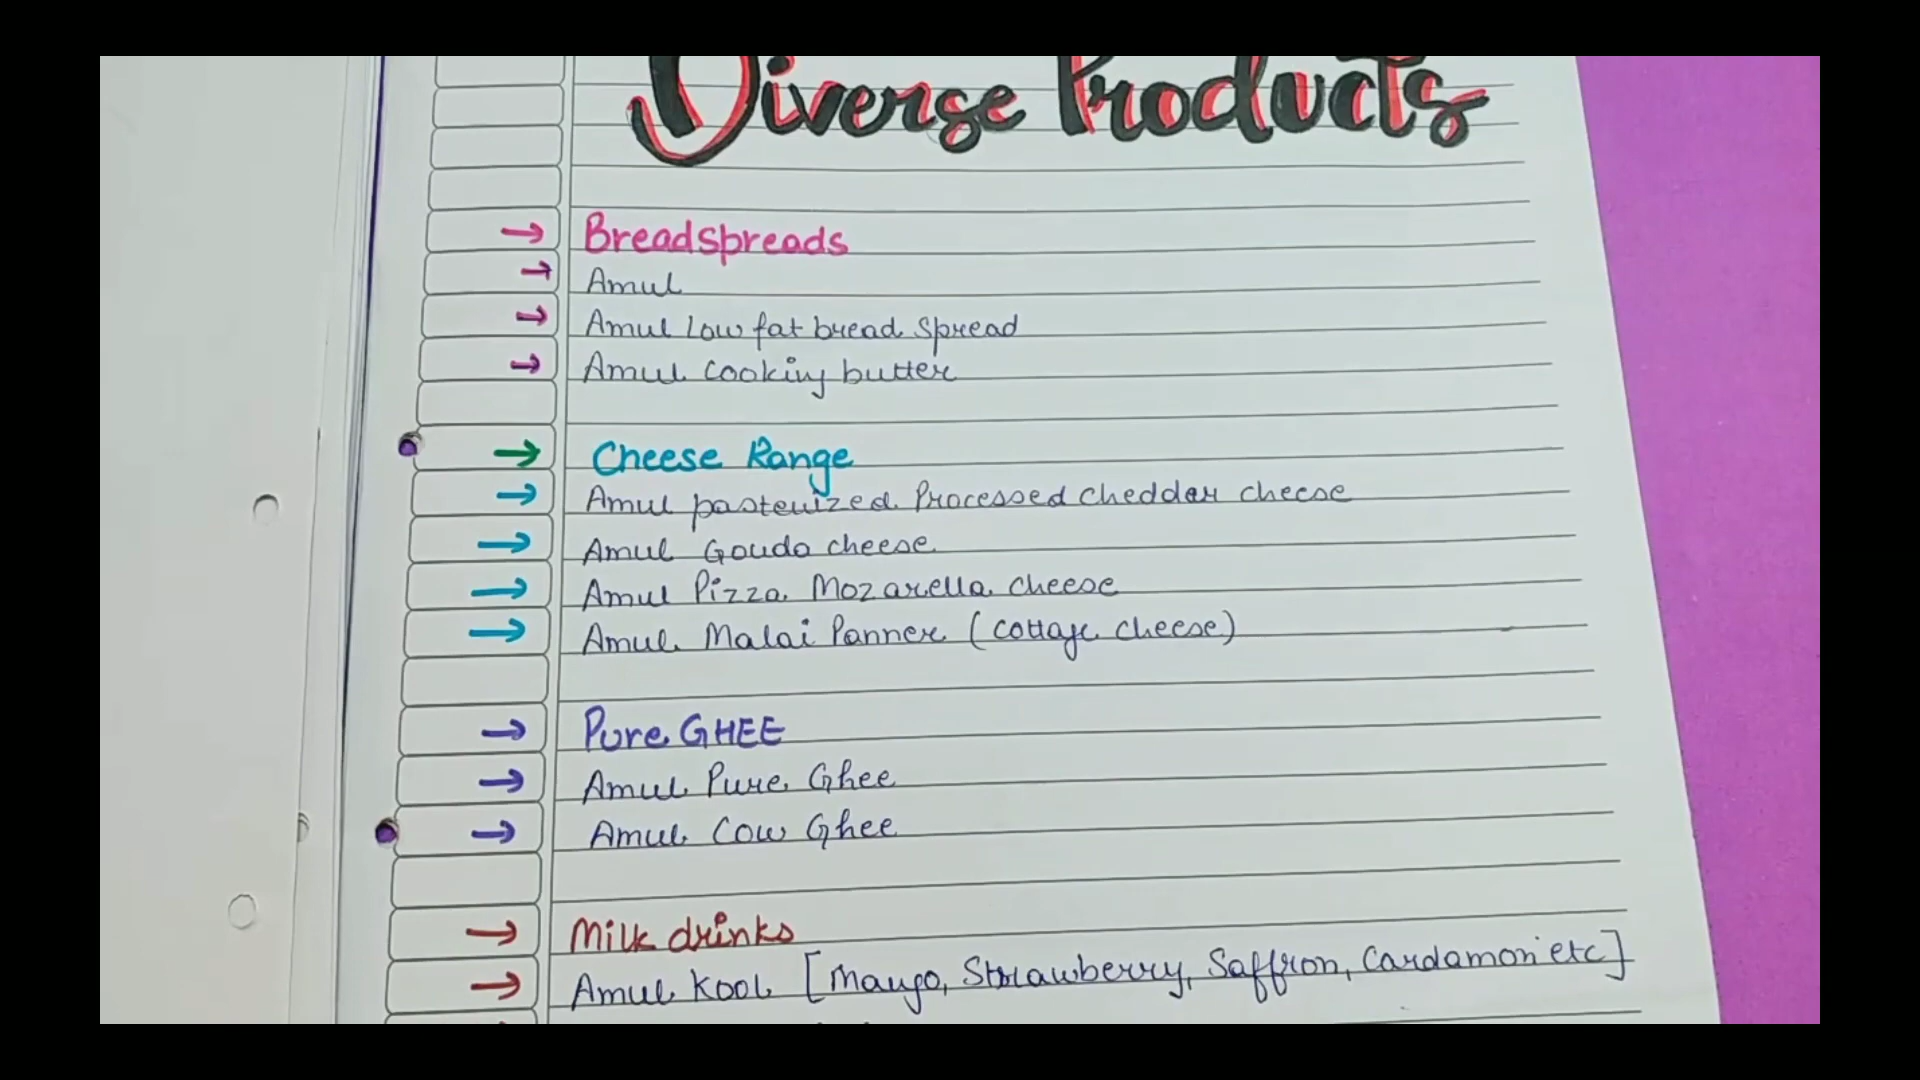 Diverse Products
→ Breadspreads
→ Amul
→ Amul Low fat bread spread
→ Amul cooking butter
→ Cheese Range
→ Amul pasteuized Processed cheddar cheese
→ Amul Gouda cheese
→ Amul Pizza Mozarella cheese
→ Amul Malai Panner (cottage cheese)
→ Pure GHEE
→ Amul Pure Ghee
→ Amul Cow Ghee
→ Milk drinks
→ Amul Kool [Mango, Strawberry, Saffron, Cardamon etc]